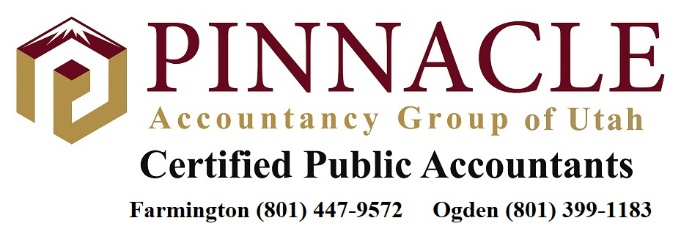 PINNACLE
Accountancy Group of Utah
Certified Public Accountants
Farmington (801) 447-9572 Ogden (801) 399-1183